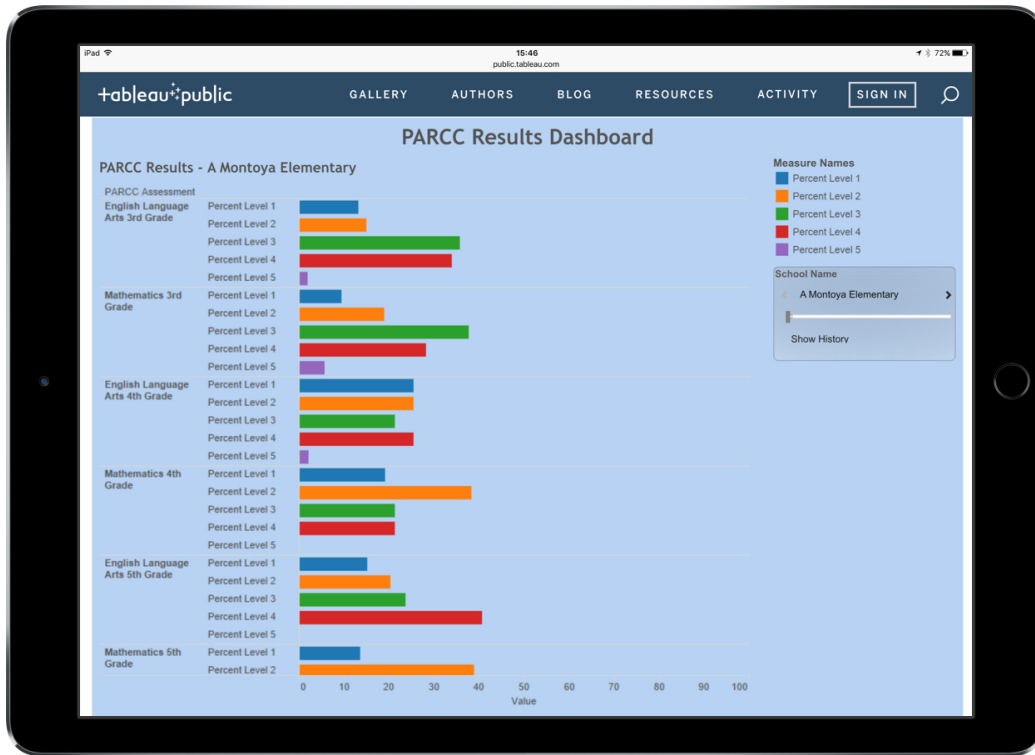 iPad
15:46
public.tableau.com
72%
+ableau public
GALLERY AUTHORS BLOG RESOURCES ACTIVITY SIGN IN
PARCC Results Dashboard
PARCC Results - A Montoya Elementary
PARCC Assessment
English Language
Arts 3rd Grade
Percent Level 1
Percent Level 2
Percent Level 3
Percent Level 4
Percent Level 5
Mathematics 3rd
Grade
Percent Level 1
Percent Level 2
Percent Level 3
Percent Level 4
Percent Level 5
English Language
Arts 4th Grade
Percent Level 1
Percent Level 2
Percent Level 3
Percent Level 4
Percent Level 5
Mathematics 4th
Grade
Percent Level 1
Percent Level 2
Percent Level 3
Percent Level 4
Percent Level 5
English Language
Arts 5th Grade
Percent Level 1
Percent Level 2
Percent Level 3
Percent Level 4
Percent Level 5
Mathematics 5th
Grade
Percent Level 1
Percent Level 2
0 10 20 30 40 50 60 70 80 90 100
Value
Measure Names
Percent Level 1
Percent Level 2
Percent Level 3
Percent Level 4
Percent Level 5
School Name
A Montoya Elementary
Show History